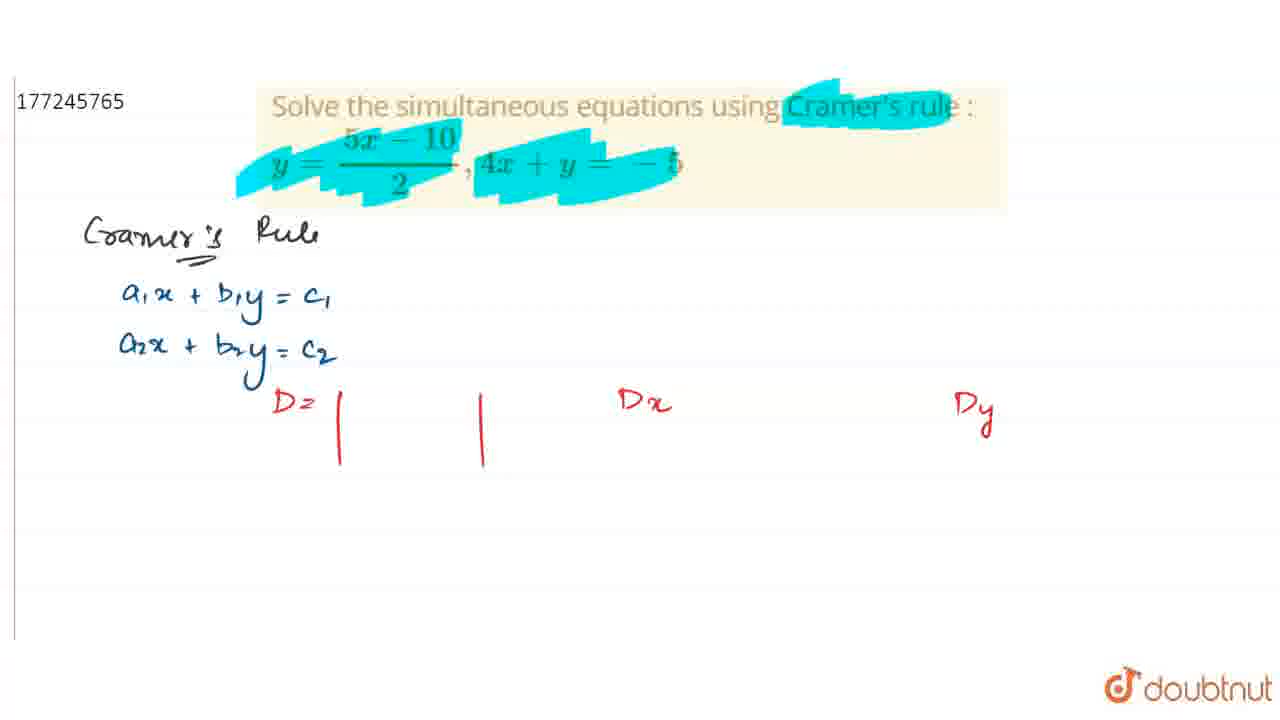 177245765
Solve the simultaneous equations using Cramer's rule :
y = \frac{5x - 10}{2}, 4x + y = -5
Cramer's Rule
a₁x + b₁y = c₁
a₂x + b₂y = c₂
D= | | Dx Dy
doubtnut